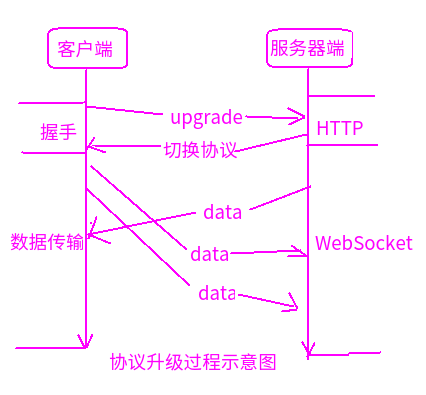 客户端
服务器端
upgrade
握手
HTTP
切换协议
data
数据传输
WebSocket
data
data
协议升级过程示意图